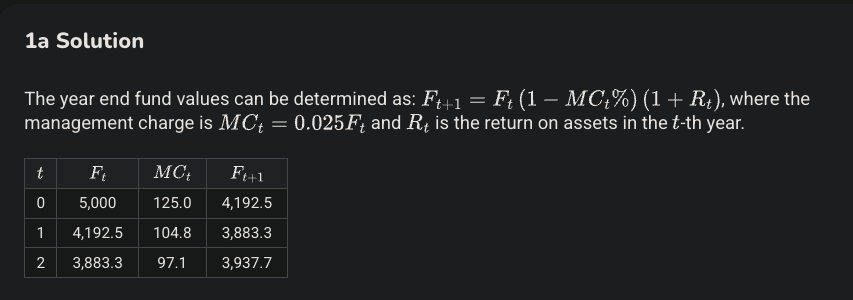 1a Solution
The year end fund values can be determined as: F_{t+1} = F_t (1 − MC_t%) (1 + R_t), where the
management charge is MC_t = 0.025F_t and R_t is the return on assets in the t-th year.
t F_t MC_t F_{t+1}
0 5,000 125.0 4,192.5
1 4,192.5 104.8 3,883.3
2 3,883.3 97.1 3,937.7